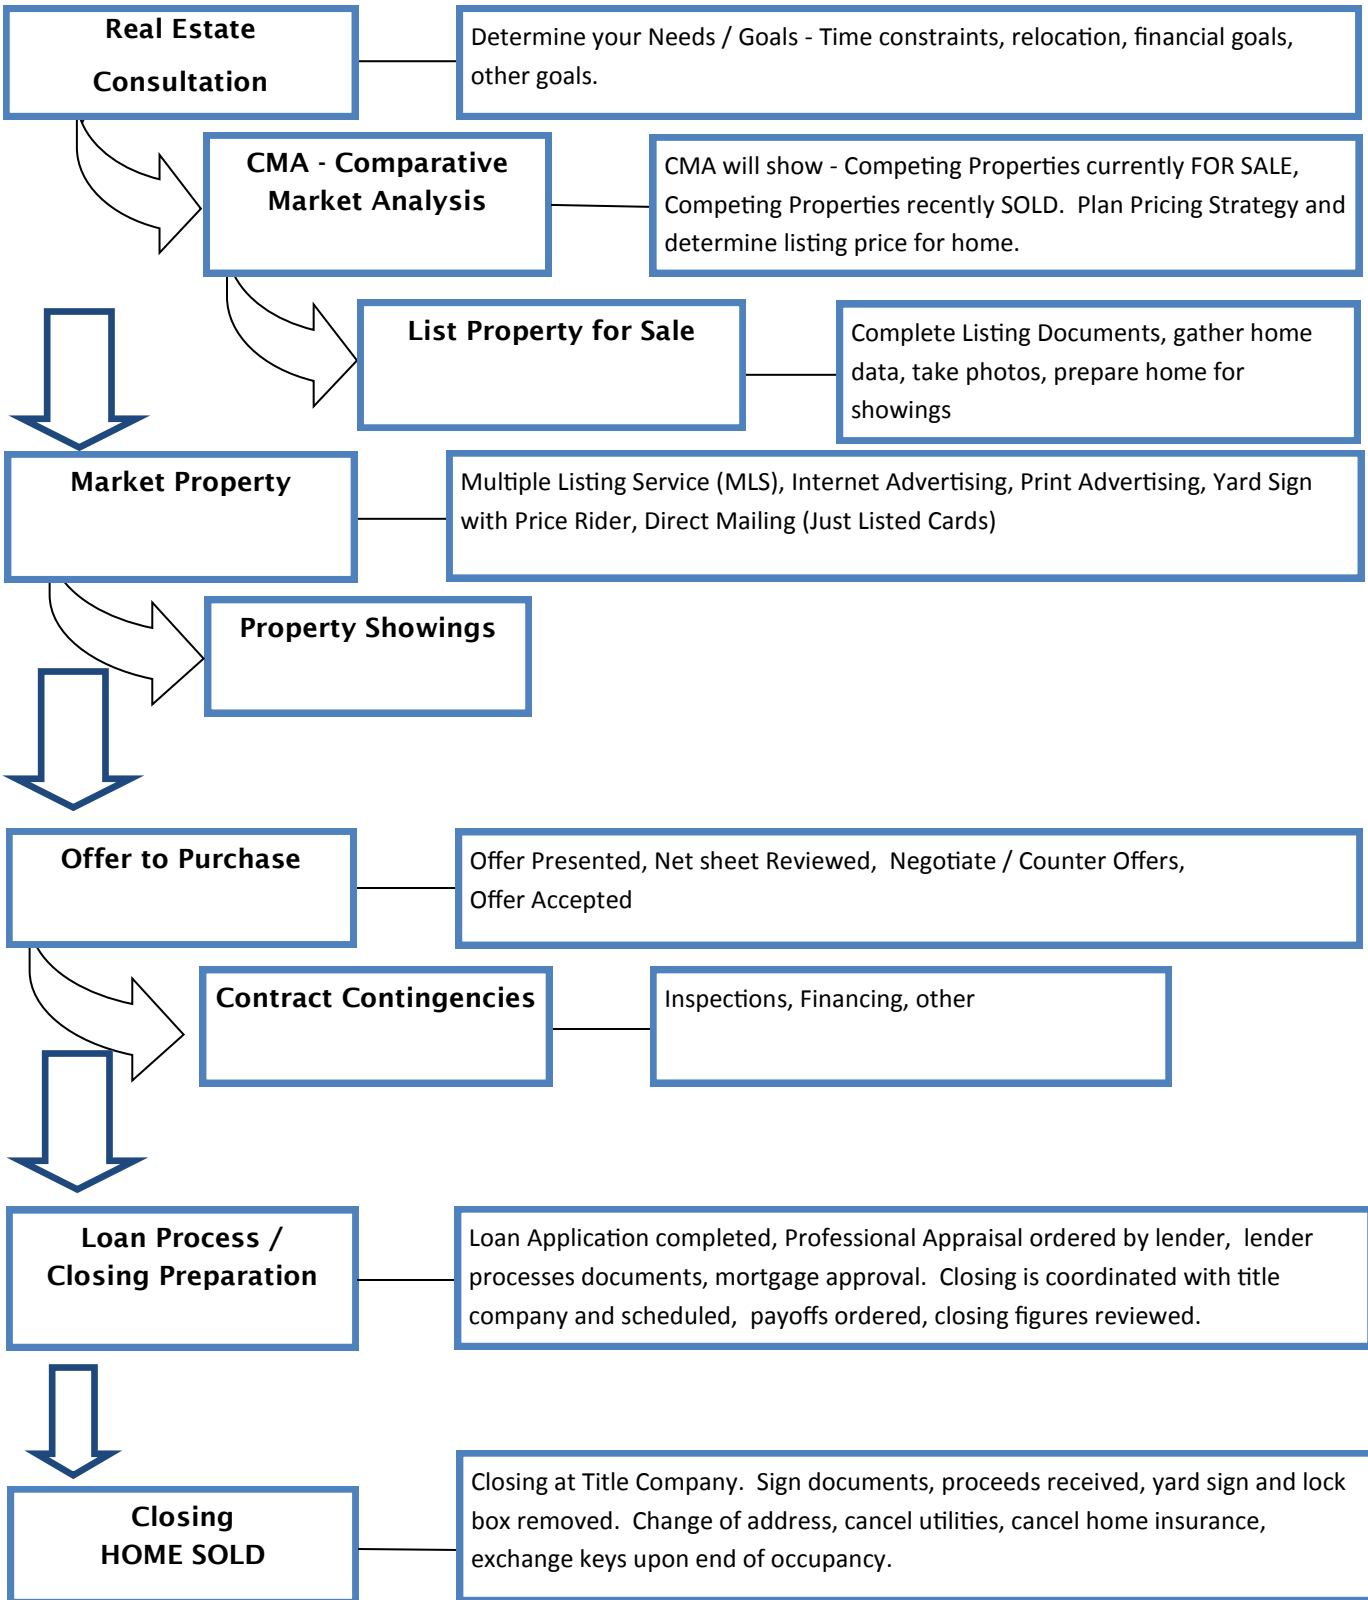 Real Estate
Consultation
Determine your Needs / Goals - Time constraints, relocation, financial goals,
other goals.
CMA - Comparative
Market Analysis
CMA will show - Competing Properties currently FOR SALE,
Competing Properties recently SOLD.  Plan Pricing Strategy and
determine listing price for home.
List Property for Sale
Complete Listing Documents, gather home
data, take photos, prepare home for
showings
Market Property
Multiple Listing Service (MLS), Internet Advertising, Print Advertising, Yard Sign
with Price Rider, Direct Mailing (Just Listed Cards)
Property Showings
Offer to Purchase
Offer Presented, Net sheet Reviewed,  Negotiate / Counter Offers,
Offer Accepted
Contract Contingencies
Inspections, Financing, other
Loan Process /
Closing Preparation
Loan Application completed, Professional Appraisal ordered by lender,  lender
processes documents, mortgage approval.  Closing is coordinated with title
company and scheduled,  payoffs ordered, closing figures reviewed.
Closing
HOME SOLD
Closing at Title Company.  Sign documents, proceeds received, yard sign and lock
box removed.  Change of address, cancel utilities, cancel home insurance,
exchange keys upon end of occupancy.